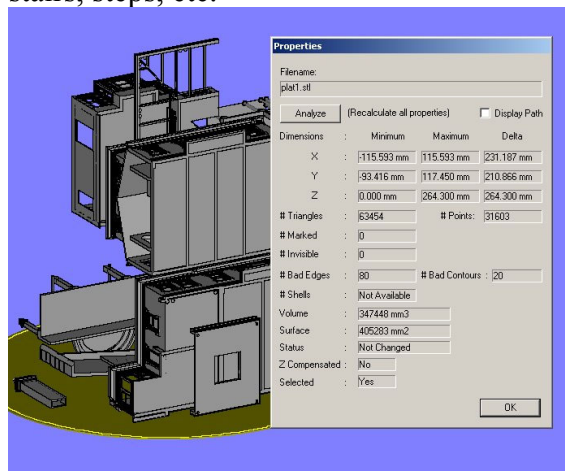 stairs, steps, etc.
Properties
Filename:
plat1.stl
Analyze (Recalculate all properties) Display Path
Dimensions : Minimum Maximum Delta
X : -115.593 mm 115.593 mm 231.187 mm
Y : -93.416 mm 117.450 mm 210.866 mm
Z : 0.000 mm 264.300 mm 264.300 mm
# Triangles : 63454 # Points: 31603
# Marked : 0
# Invisible : 0
# Bad Edges : 80 # Bad Contours : 20
# Shells : Not Available
Volume : 347448 mm3
Surface : 405283 mm2
Status : Not Changed
Z Compensated : No
Selected : Yes
OK